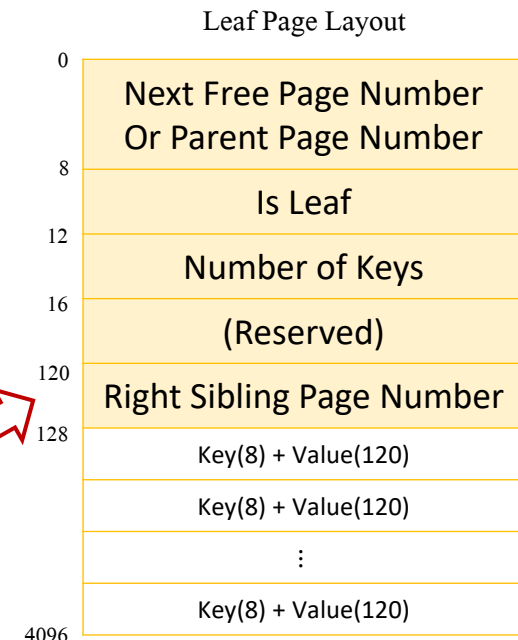 Leaf Page Layout
0
Next Free Page Number
Or Parent Page Number
8
Is Leaf
12
Number of Keys
16
(Reserved)
120
Right Sibling Page Number
128
Key(8) + Value(120)
Key(8) + Value(120)
⋮
Key(8) + Value(120)
4096